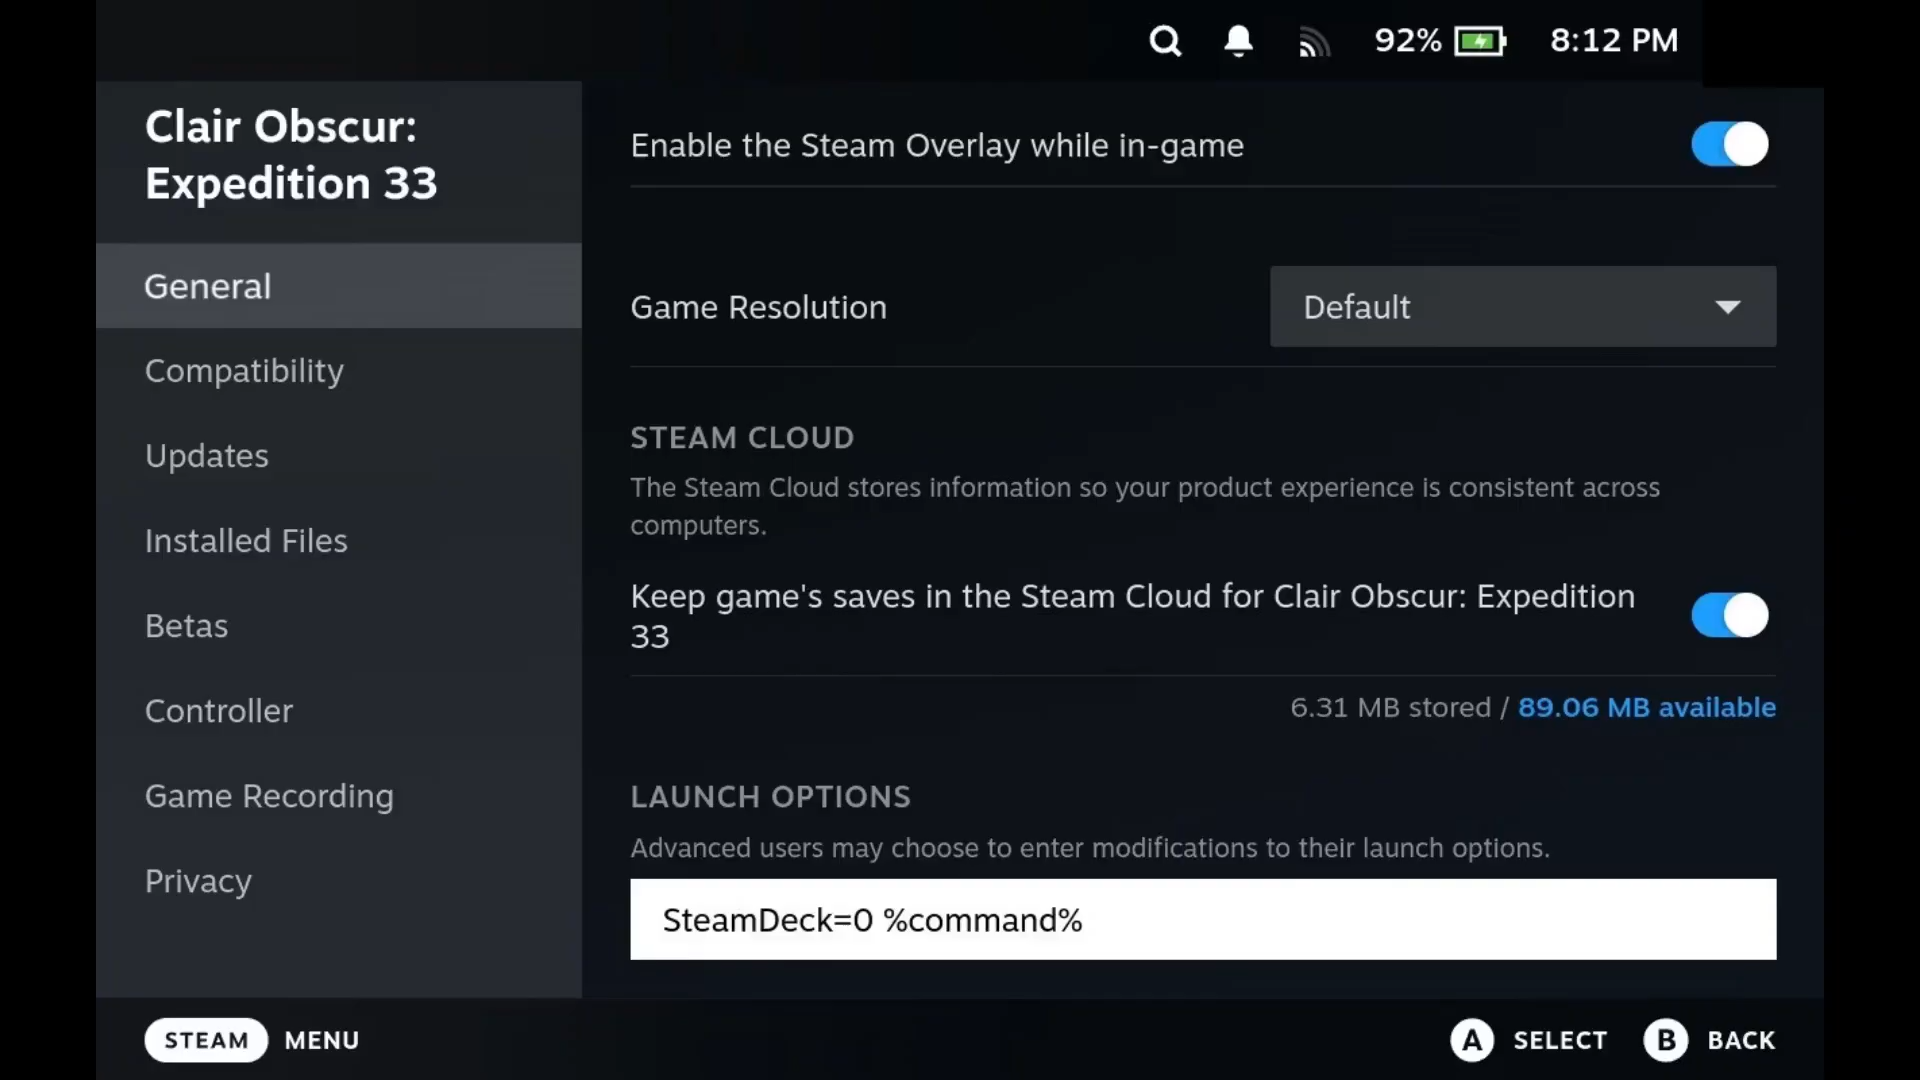 92%
8:12 PM
Clair Obscur:
Expedition 33
General
Compatibility
Updates
Installed Files
Betas
Controller
Game Recording
Privacy
Enable the Steam Overlay while in-game
Game Resolution
Default
STEAM CLOUD
The Steam Cloud stores information so your product experience is consistent across
computers.
Keep game's saves in the Steam Cloud for Clair Obscur: Expedition
33
6.31 MB stored / 89.06 MB available
LAUNCH OPTIONS
Advanced users may choose to enter modifications to their launch options.
SteamDeck=0 %command%
STEAM MENU
A SELECT B BACK